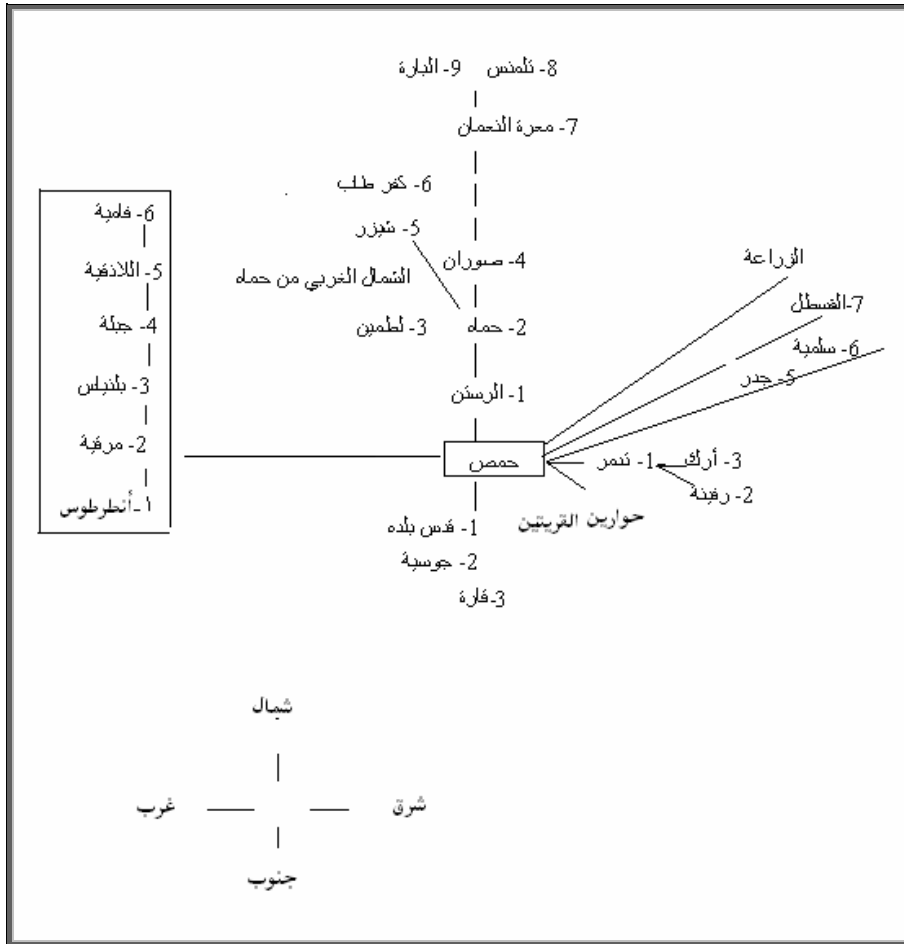 8- تلمنس
9- البارة
7- معرة النعمان
6- كفر طاب
5- شيزر
4- صوران
الشمال الغربي من حماه
2- حماه
3- لطمين
1- الرستن
حمص
الزراعة
7- القسطل
6- سلمية
5- جدر
1- تدمر
3- أرك
2- رفينة
حوارين القريتين
1- قدس بلده
2- جوسية
3- قارة
6- فامية
5- اللاذقية
4- جبلة
3- بلنياس
2- مرقية
١- أنطرطوس
شمال
شرق
غرب
جنوب